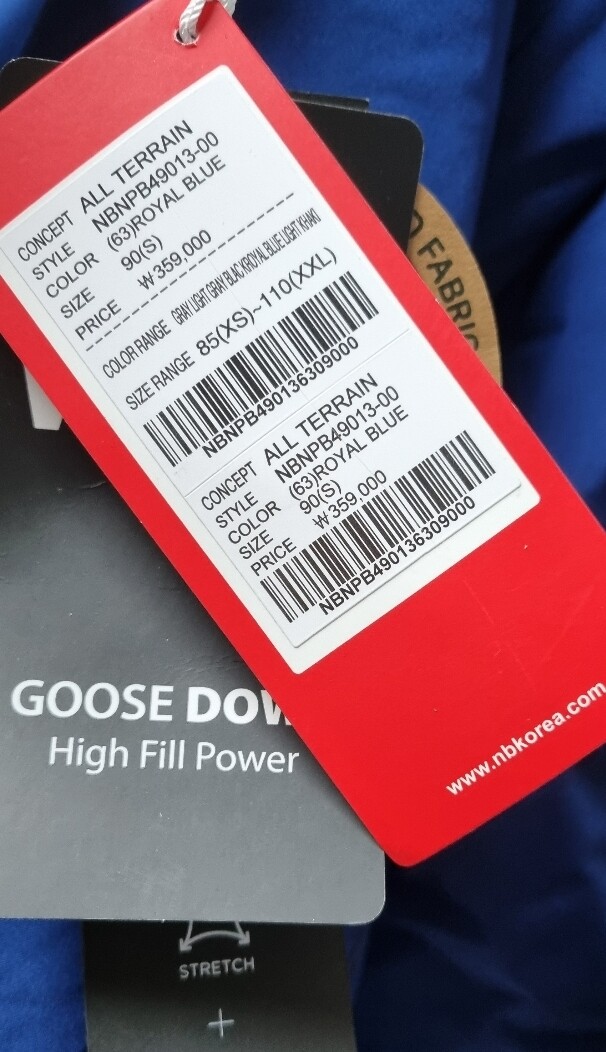 CONCEPT ALL TERRAIN
STYLE NBNPB49013-00
COLOR (63)ROYAL BLUE
SIZE 90(S)
PRICE ₩359,000
COLOR RANGE GRAY LIGHT GRAY BLACK ROYAL BLUE LIGHT KHAKI
SIZE RANGE 85(XS)~110(XXL)
NBNPB490136309000
CONCEPT ALL TERRAIN
STYLE NBNPB49013-00
COLOR (63)ROYAL BLUE
SIZE 90(S)
PRICE ₩359,000
NBNPB490136309000
www.nbkorea.com
FABRIC
GOOSE DOW
High Fill Power
STRETCH
+